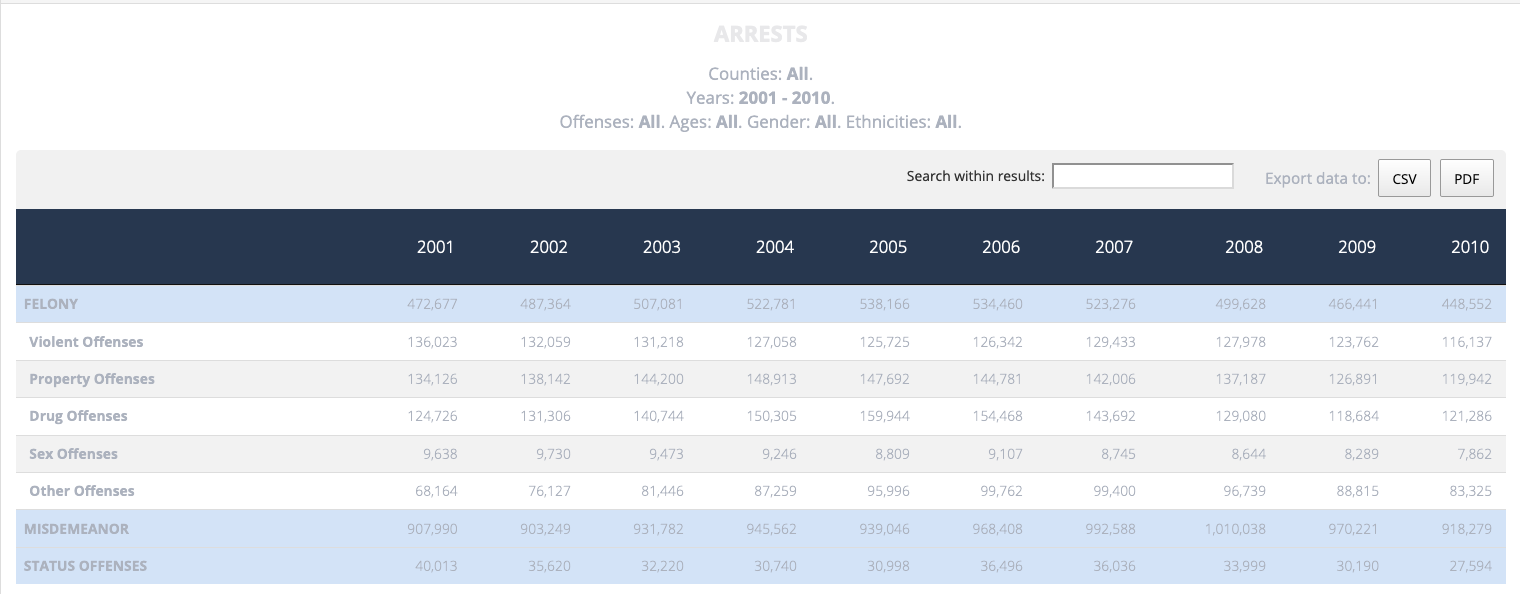 ARRESTS
Counties: All.
Years: 2001 - 2010.
Offenses: All. Ages: All. Gender: All. Ethnicities: All.
Search within results: Export data to: CSV PDF
2001 2002 2003 2004 2005 2006 2007 2008 2009 2010
FELONY 472,677 487,364 507,081 522,781 538,166 534,460 523,276 499,628 466,441 448,552
Violent Offenses 136,023 132,059 131,218 127,058 125,725 126,342 129,433 127,978 123,762 116,137
Property Offenses 134,126 138,142 144,200 148,913 147,692 144,781 142,006 137,187 126,891 119,942
Drug Offenses 124,726 131,306 140,744 150,305 159,944 154,468 143,692 129,080 118,684 121,286
Sex Offenses 9,638 9,730 9,473 9,246 8,809 9,107 8,745 8,644 8,289 7,862
Other Offenses 68,164 76,127 81,446 87,259 95,996 99,762 99,400 96,739 88,815 83,325
MISDEMEANOR 907,990 903,249 931,782 945,562 939,046 968,408 992,588 1,010,038 970,221 918,279
STATUS OFFENSES 40,013 35,620 32,220 30,740 30,998 36,496 36,036 33,999 30,190 27,594